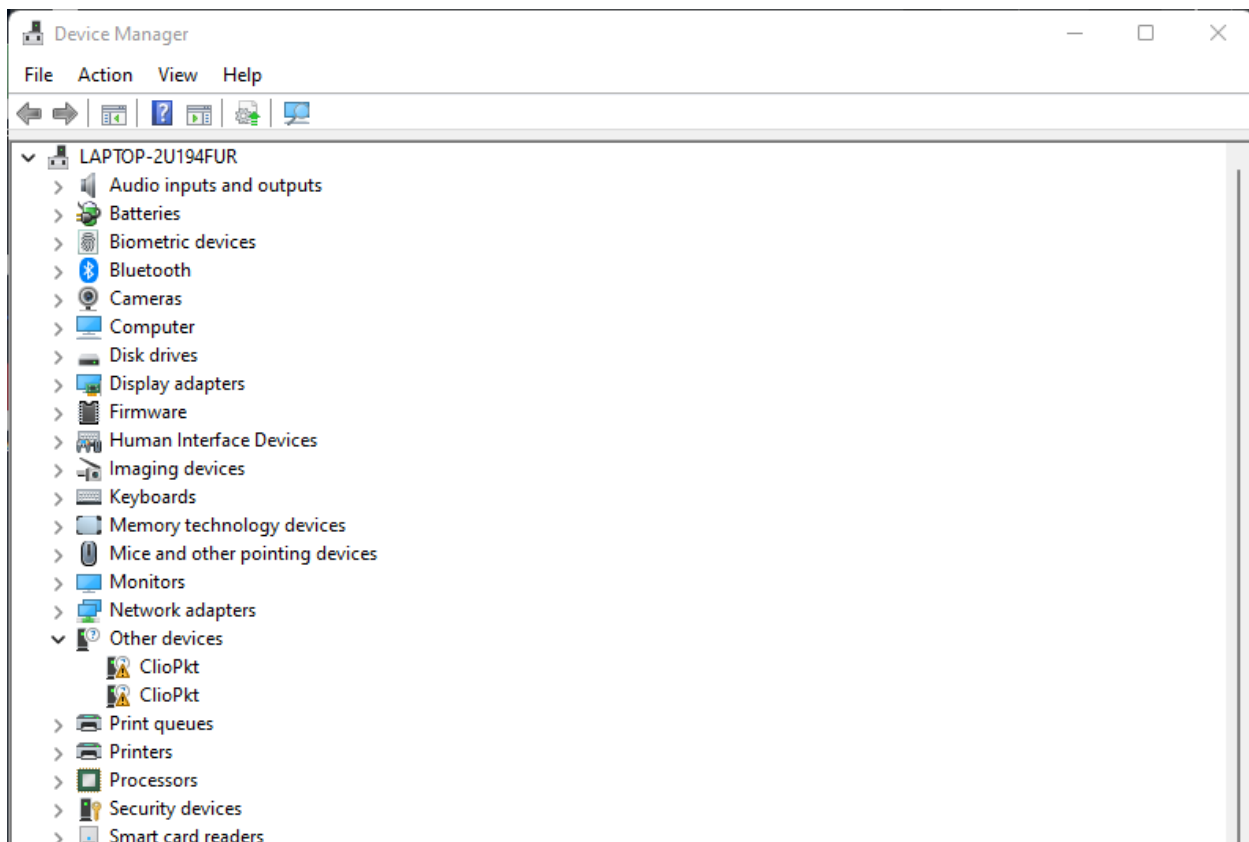 Device Manager
File Action View Help
LAPTOP-2U194FUR
Audio inputs and outputs
Batteries
Biometric devices
Bluetooth
Cameras
Computer
Disk drives
Display adapters
Firmware
Human Interface Devices
Imaging devices
Keyboards
Memory technology devices
Mice and other pointing devices
Monitors
Network adapters
Other devices
ClioPkt
ClioPkt
Print queues
Printers
Processors
Security devices
Smart card readers